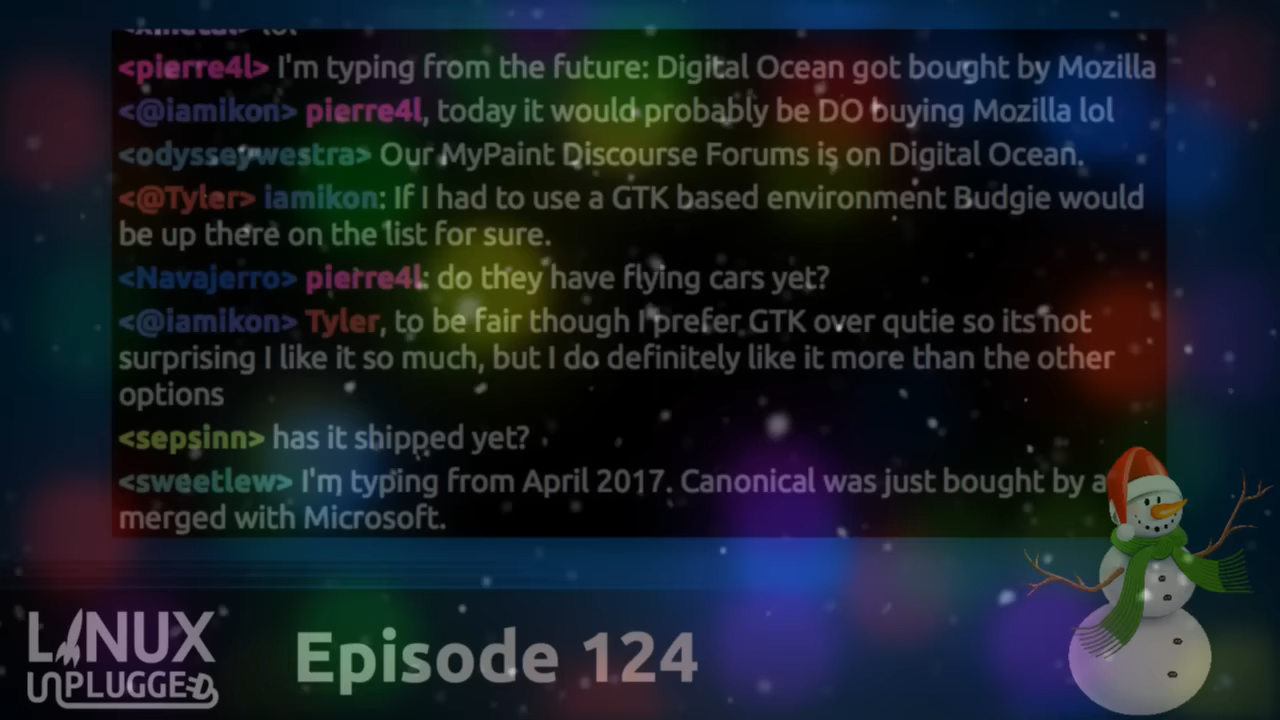 <xmetal> lol
<pierre4l> I'm typing from the future: Digital Ocean got bought by Mozilla
<@iamikon> pierre4l, today it would probably be DO buying Mozilla lol
<odysseywestra> Our MyPaint Discourse Forums is on Digital Ocean.
<@Tyler> iamikon: If I had to use a GTK based environment Budgie would
be up there on the list for sure.
<Navajerro> pierre4l: do they have flying cars yet?
<@iamikon> Tyler, to be fair though I prefer GTK over qutie so its not
surprising I like it so much, but I do definitely like it more than the other
options
<sepsinn> has it shipped yet?
<sweetlew> I'm typing from April 2017. Canonical was just bought by a
merged with Microsoft.
LINUX
UNPLUGGED
Episode 124